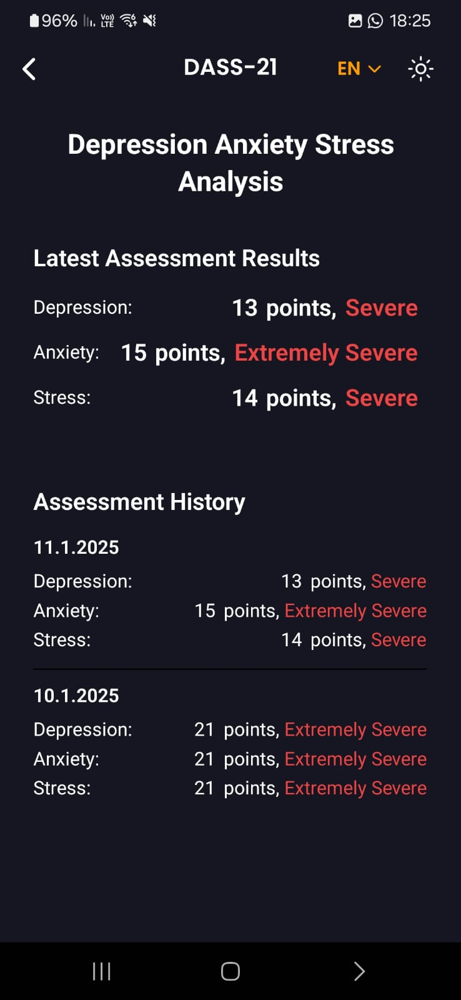 96% Vo)) LTE 6 18:25
DASS-21 EN
Depression Anxiety Stress
Analysis
Latest Assessment Results
Depression: 13 points, Severe
Anxiety: 15 points, Extremely Severe
Stress: 14 points, Severe
Assessment History
11.1.2025
Depression: 13 points, Severe
Anxiety: 15 points, Extremely Severe
Stress: 14 points, Severe
10.1.2025
Depression: 21 points, Extremely Severe
Anxiety: 21 points, Extremely Severe
Stress: 21 points, Extremely Severe